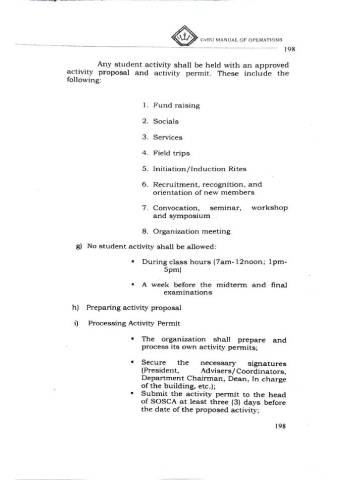 CvSU MANUAL OF OPERATIONS
198
Any student activity shall be held with an approved
activity proposal and activity permit. These include the
following:
1. Fund raising
2. Socials
3. Services
4. Field trips
5. Initiation/Induction Rites
6. Recruitment, recognition, and
orientation of new members
7. Convocation, seminar, workshop
and symposium
8. Organization meeting
g) No student activity shall be allowed:
• During class hours (7am-12noon; 1pm-
5pm)
• A week before the midterm and final
examinations
h) Preparing activity proposal
i) Processing Activity Permit
• The organization shall prepare and
process its own activity permits;
• Secure the necessary signatures
(President, Advisers/Coordinators,
Department Chairman, Dean, In charge
of the building, etc.);
• Submit the activity permit to the head
of SOSCA at least three (3) days before
the date of the proposed activity;
198